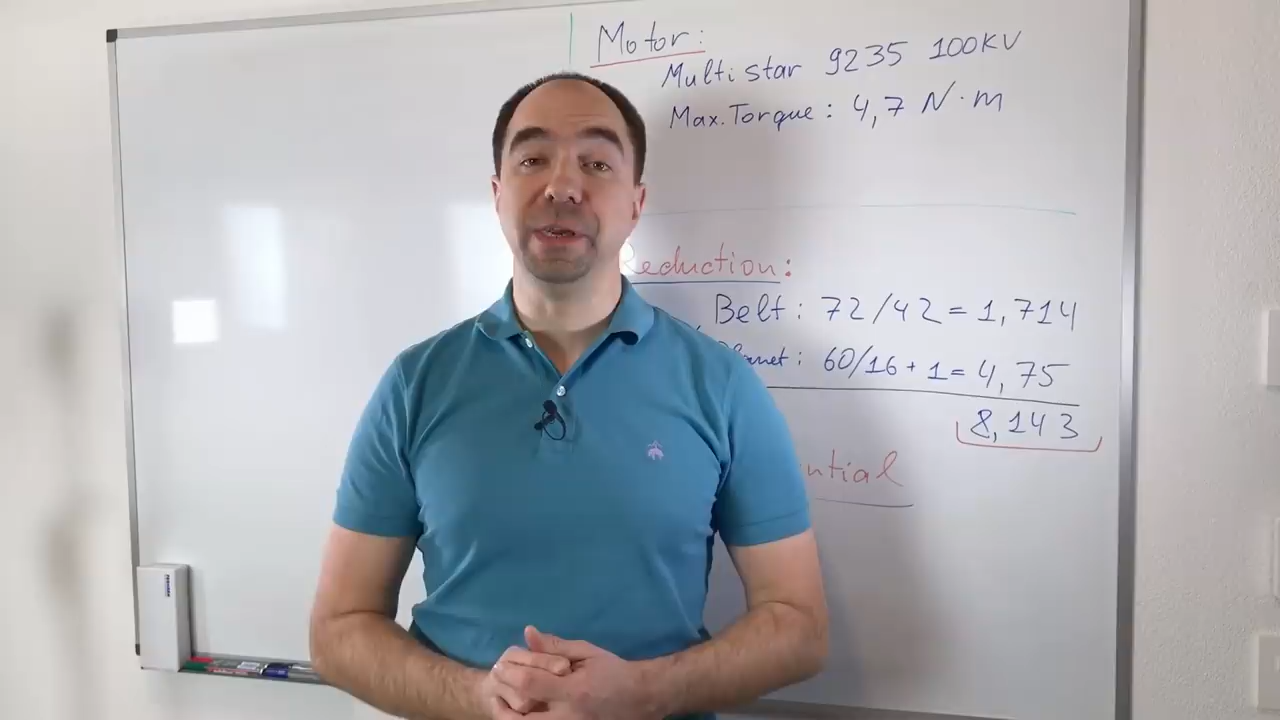 Motor:
Multistar 9235 100KV
Max.Torque: 4,7 N·m
Reduction:
Belt: 72/42 = 1,714
60/16 + 1 = 4,75
8,143